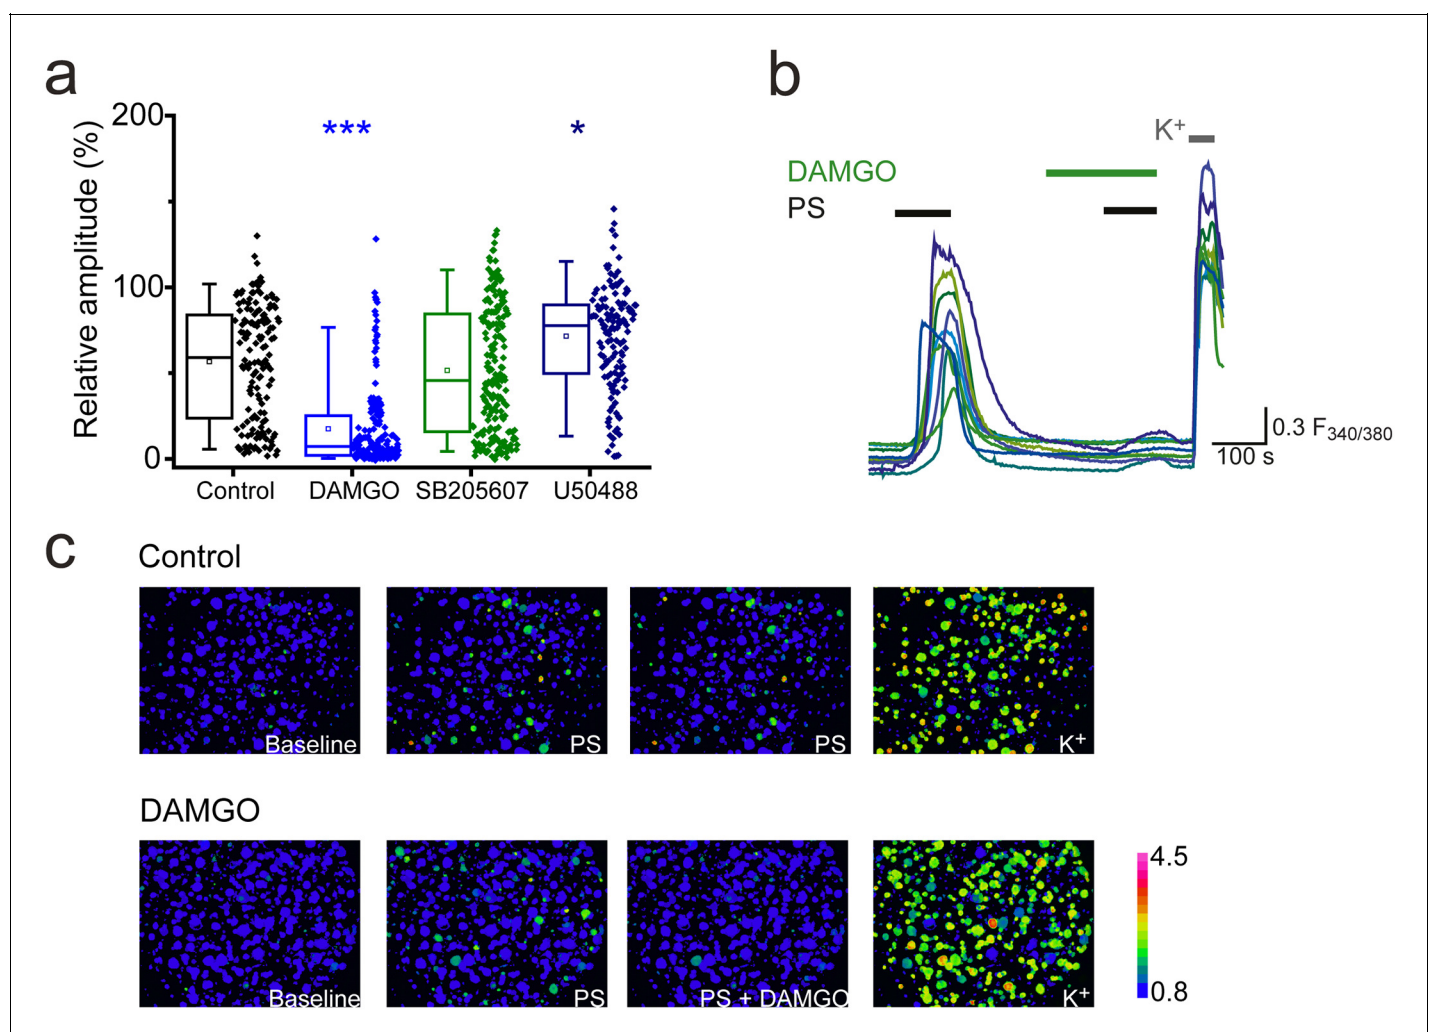 a
200
100
0
Relative amplitude (%)
***
*
Control
DAMGO
SB205607
U50488
b
K+
DAMGO
PS
0.3 F340/380
100 s
c
Control
Baseline
PS
PS
K+
DAMGO
Baseline
PS
PS + DAMGO
K+
4.5
0.8